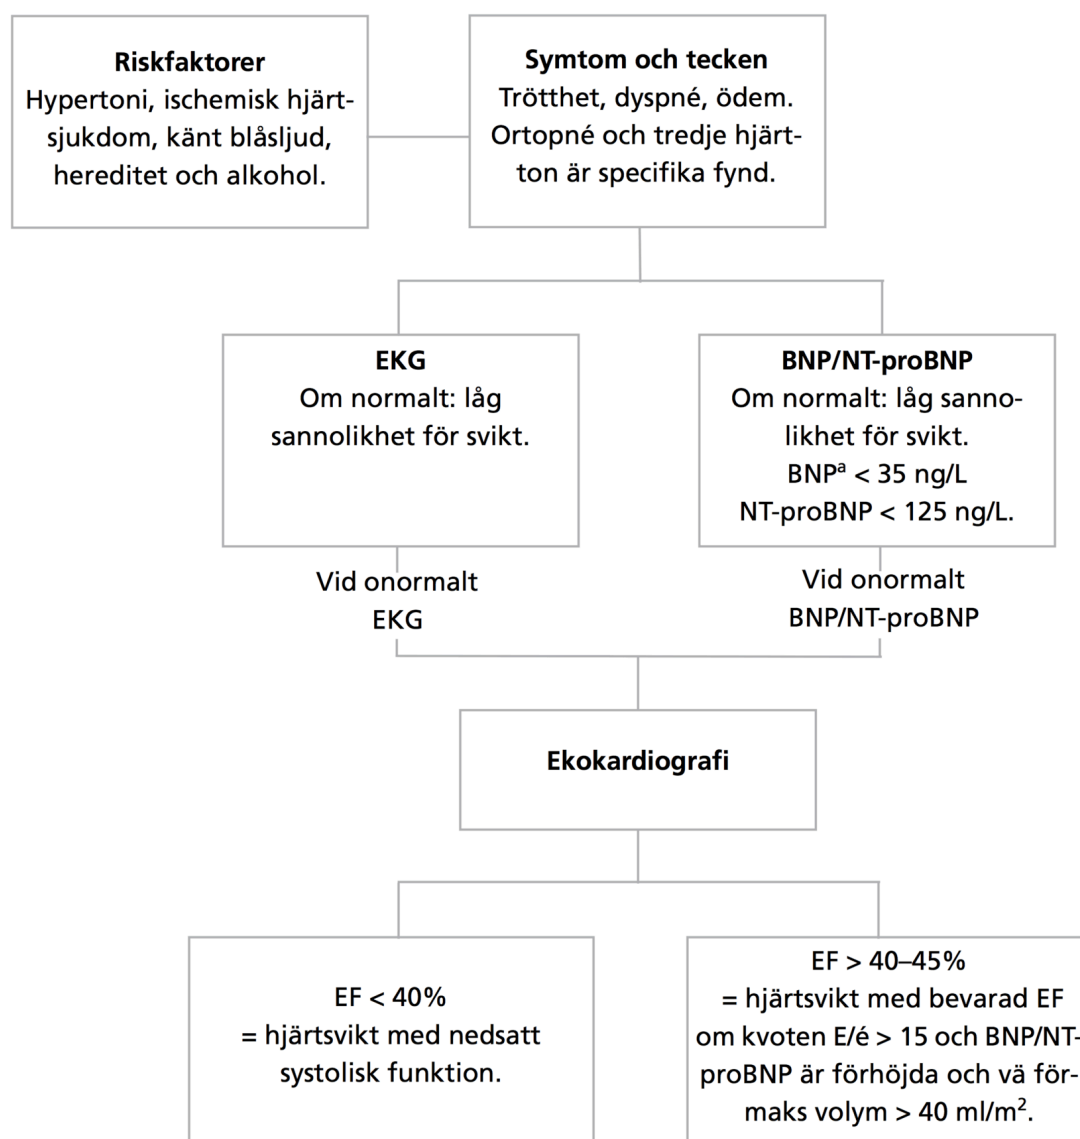 Riskfaktorer
Hypertoni, ischemisk hjärt-
sjukdom, känt blåsljud,
hereditet och alkohol.
Symtom och tecken
Trötthet, dyspné, ödem.
Ortopné och tredje hjärt-
ton är specifika fynd.
EKG
Om normalt: låg
sannolikhet för svikt.
BNP/NT-proBNP
Om normalt: låg sanno-
likhet för svikt.
BNPᵃ < 35 ng/L
NT-proBNP < 125 ng/L.
Vid onormalt
EKG
Vid onormalt
BNP/NT-proBNP
Ekokardiografi
EF < 40%
= hjärtsvikt med nedsatt
systolisk funktion.
EF > 40–45%
= hjärtsvikt med bevarad EF
om kvoten E/é > 15 och BNP/NT-
proBNP är förhöjda och vä för-
maks volym > 40 ml/m².